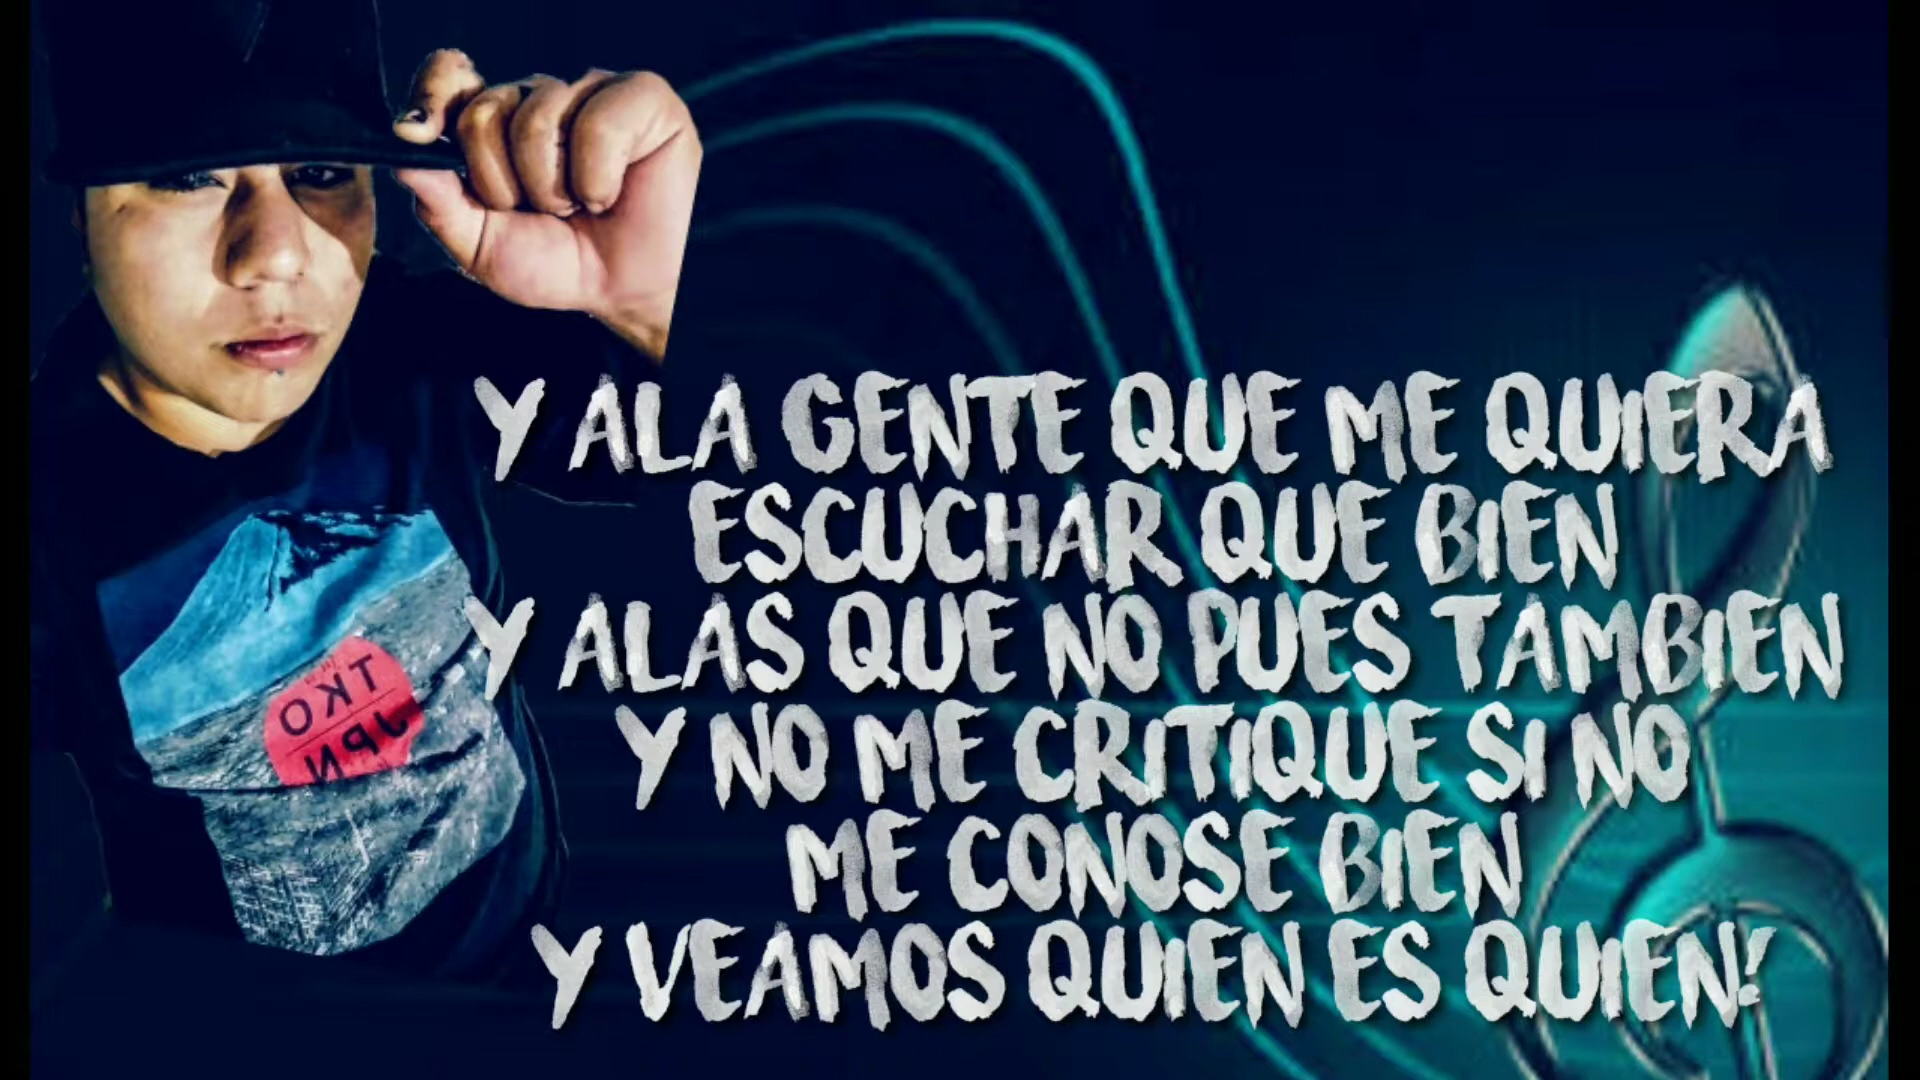 TKO
JPN
Y ALA GENTE QUE ME QUIERA
ESCUCHAR QUE BIEN
Y ALAS QUE NO PUES TAMBIEN
Y NO ME CRITIQUE SI NO
ME CONOSE BIEN
Y VEAMOS QUIEN ES QUIEN!